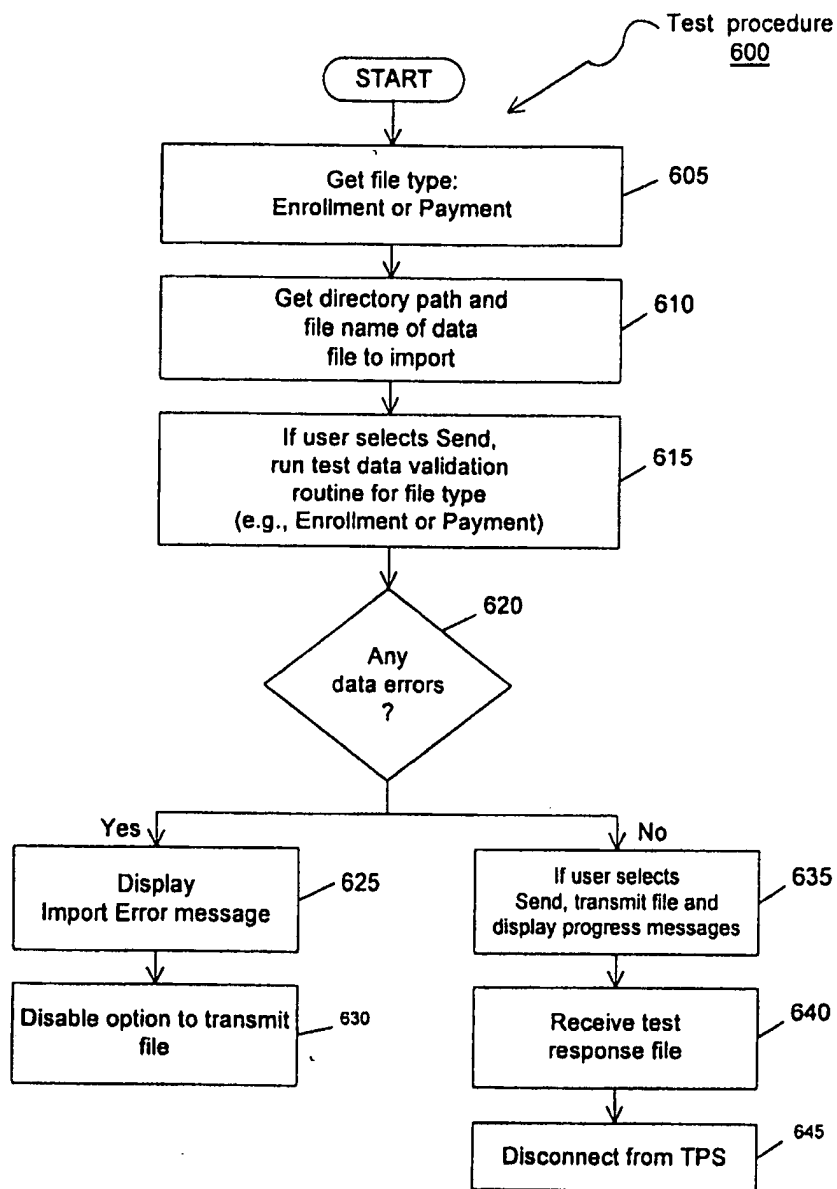 Test procedure
600
START
Get file type:
Enrollment or Payment
605
Get directory path and
file name of data
file to import
610
If user selects Send,
run test data validation
routine for file type
(e.g., Enrollment or Payment)
615
620
Any
data errors
?
Yes
No
Display
Import Error message
625
If user selects
Send, transmit file and
display progress messages
635
Disable option to transmit
file
630
Receive test
response file
640
Disconnect from TPS
645